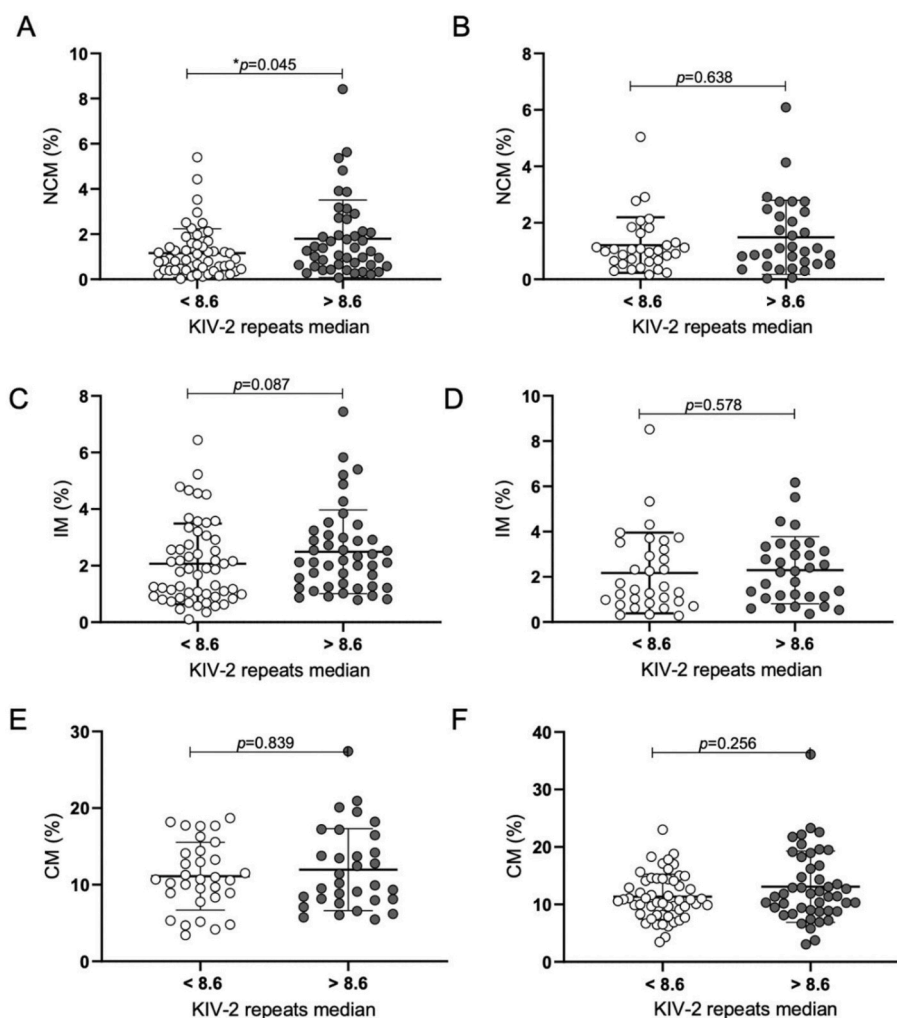 A
10
8
6
4
2
0
NCM (%)
*p=0.045
< 8.6
> 8.6
KIV-2 repeats median
B
8
6
4
2
0
NCM (%)
p=0.638
< 8.6
> 8.6
KIV-2 repeats median
C
8
6
4
2
0
IM (%)
p=0.087
< 8.6
> 8.6
KIV-2 repeats median
D
10
8
6
4
2
0
IM (%)
p=0.578
< 8.6
> 8.6
KIV-2 repeats median
E
30
20
10
0
CM (%)
p=0.839
< 8.6
> 8.6
KIV-2 repeats median
F
40
30
20
10
0
CM (%)
p=0.256
< 8.6
> 8.6
KIV-2 repeats median